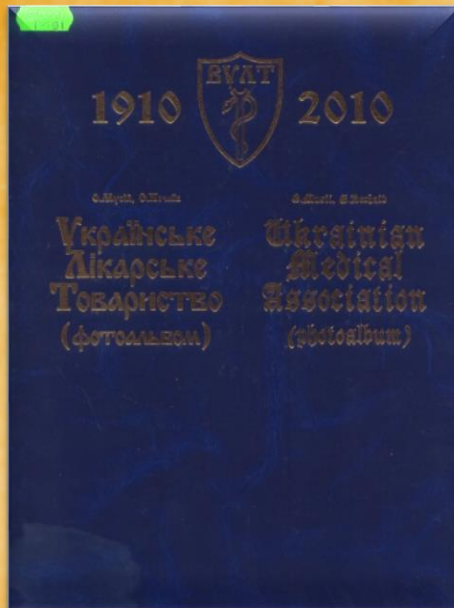 ВУЛТ
1910 2010
Українське
Лікарське
Товариство
(фотоальбом)
Ukrainian
Medical
Association
(photoalbum)